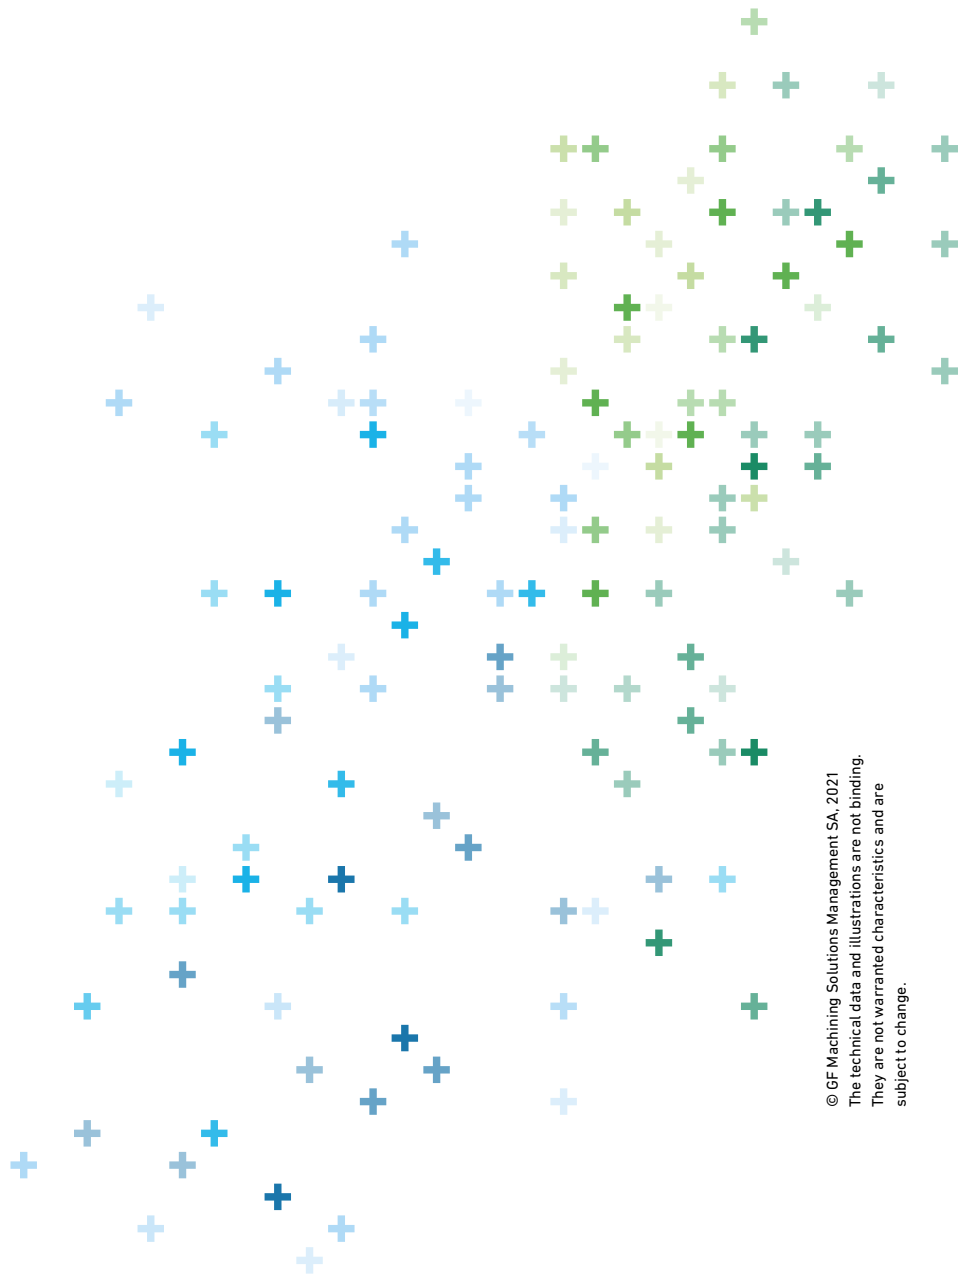 © GF Machining Solutions Management SA, 2021
The technical data and illustrations are not binding.
They are not warranted characteristics and are
subject to change.